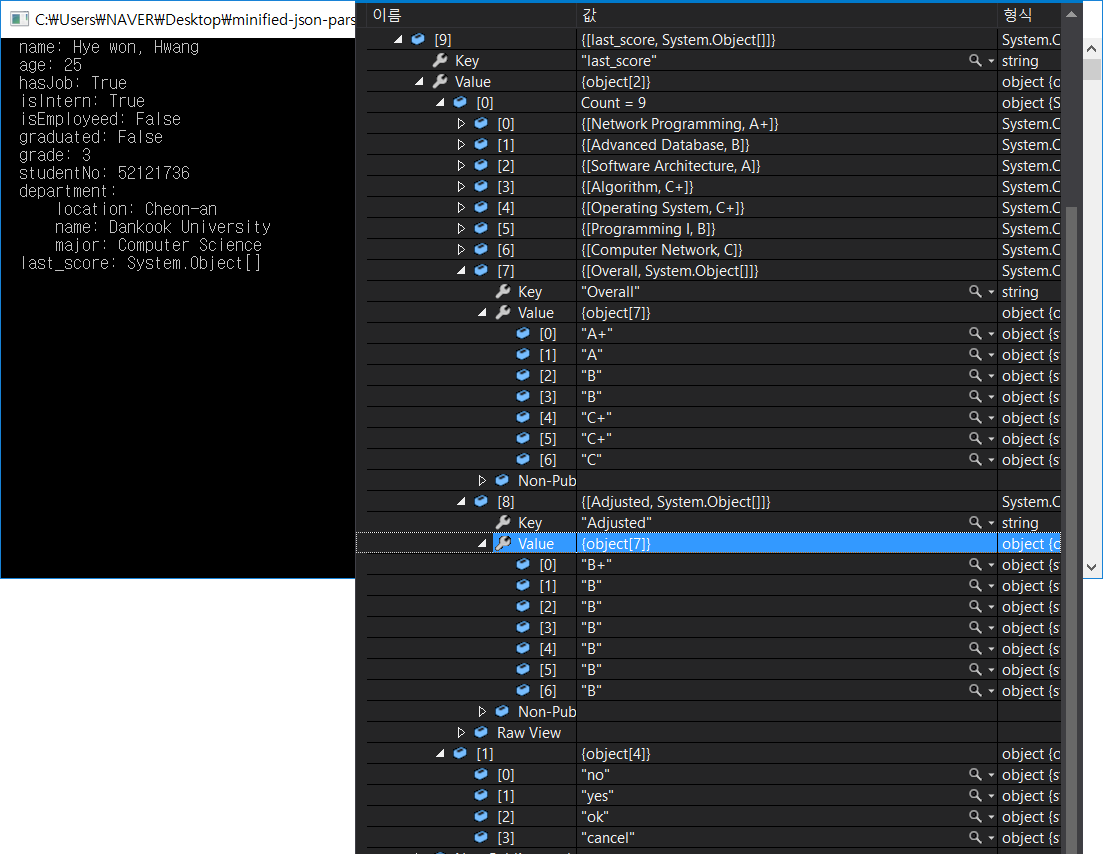 C:₩Users₩NAVER₩Desktop₩minified-json-pars
name: Hye won, Hwang
age: 25
hasJob: True
isIntern: True
isEmployeed: False
graduated: False
grade: 3
studentNo: 52121736
department:
location: Cheon-an
name: Dankook University
major: Computer Science
last_score: System.Object[]
이름 값 형식
[9] {[last_score, System.Object[]]} System.C
Key "last_score" string
Value {object[2]} object {o
[0] Count = 9 object {S
[0] {[Network Programming, A+]} System.C
[1] {[Advanced Database, B]} System.C
[2] {[Software Architecture, A]} System.C
[3] {[Algorithm, C+]} System.C
[4] {[Operating System, C+]} System.C
[5] {[Programming I, B]} System.C
[6] {[Computer Network, C]} System.C
[7] {[Overall, System.Object[]]} System.C
Key "Overall" string
Value {object[7]} object {o
[0] "A+" object {s
[1] "A" object {s
[2] "B" object {s
[3] "B" object {s
[4] "C+" object {s
[5] "C+" object {s
[6] "C" object {s
Non-Pub
[8] {[Adjusted, System.Object[]]} System.C
Key "Adjusted" string
Value {object[7]} object {o
[0] "B+" object {s
[1] "B" object {s
[2] "B" object {s
[3] "B" object {s
[4] "B" object {s
[5] "B" object {s
[6] "B" object {s
Non-Pub
Raw View
[1] {object[4]} object {o
[0] "no" object {s
[1] "yes" object {s
[2] "ok" object {s
[3] "cancel" object {s